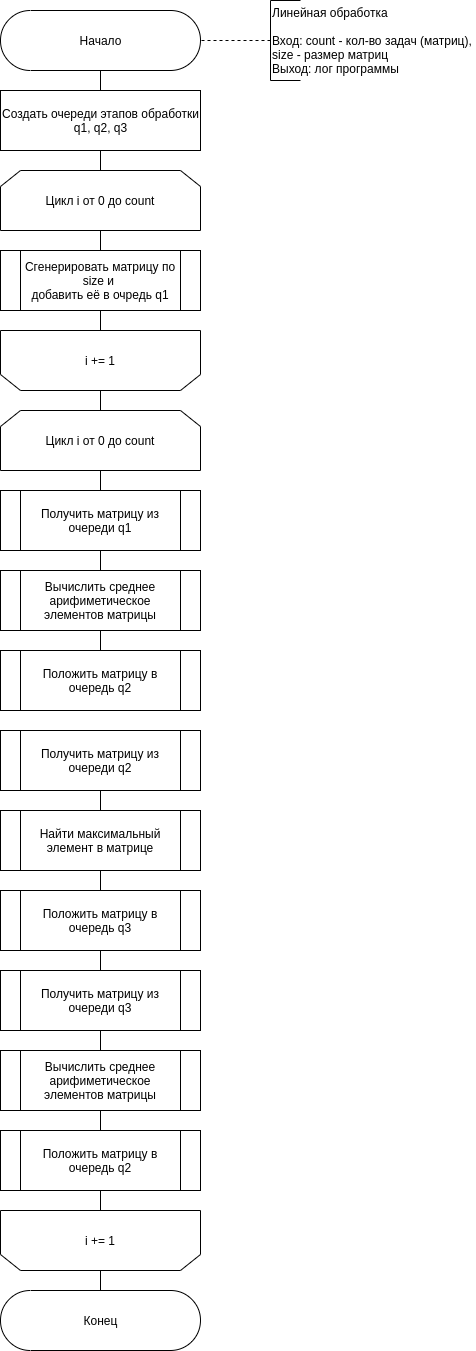 Начало
Линейная обработка
Вход: count - кол-во задач (матриц),
size - размер матриц
Выход: лог программы
Создать очереди этапов обработки
q1, q2, q3
Цикл i от 0 до count
Сгенерировать матрицу по
size и
добавить её в очредь q1
i += 1
Цикл i от 0 до count
Получить матрицу из
очереди q1
Вычислить среднее
арифиметическое
элементов матрицы
Положить матрицу в
очередь q2
Получить матрицу из
очереди q2
Найти максимальный
элемент в матрице
Положить матрицу в
очередь q3
Получить матрицу из
очереди q3
Вычислить среднее
арифиметическое
элементов матрицы
Положить матрицу в
очередь q2
i += 1
Конец